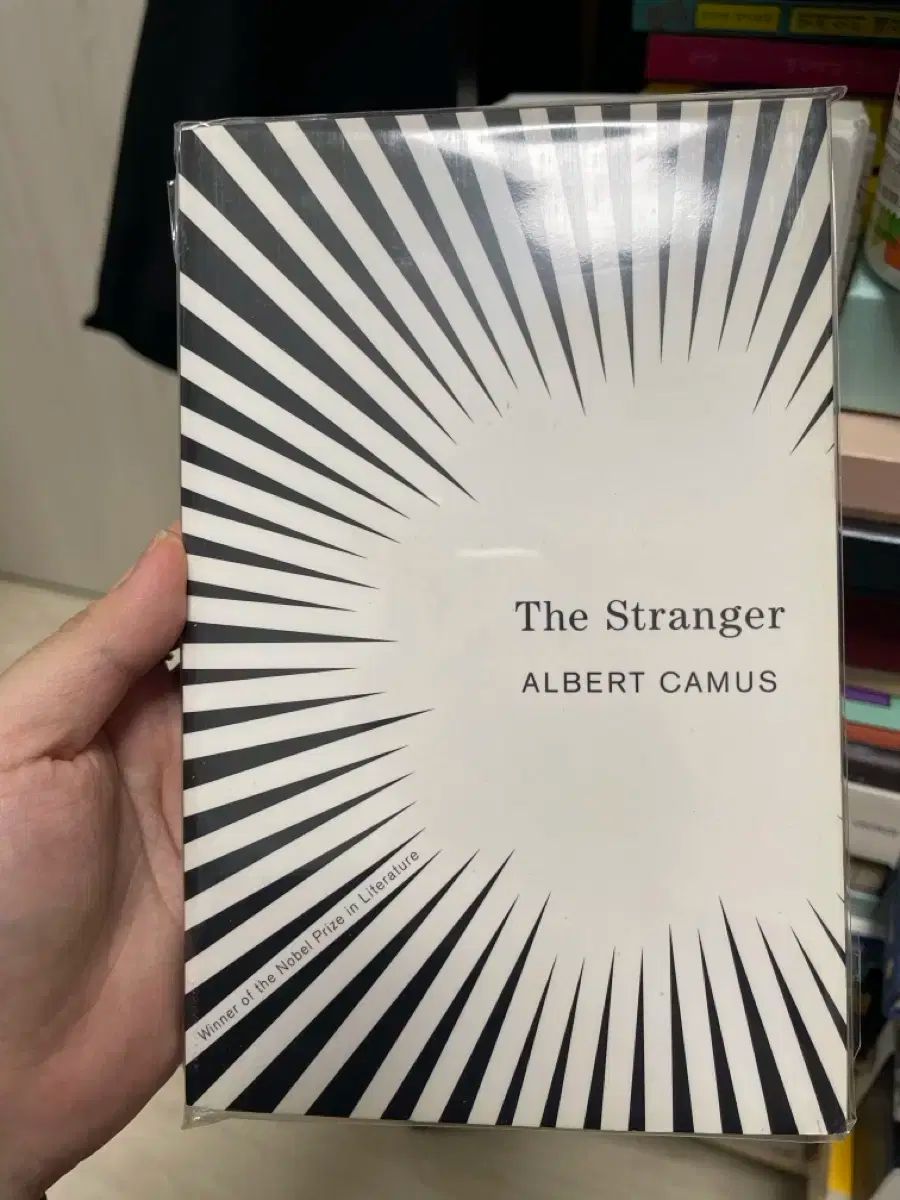 The Stranger
ALBERT CAMUS
Winner of the Nobel Prize in Literature